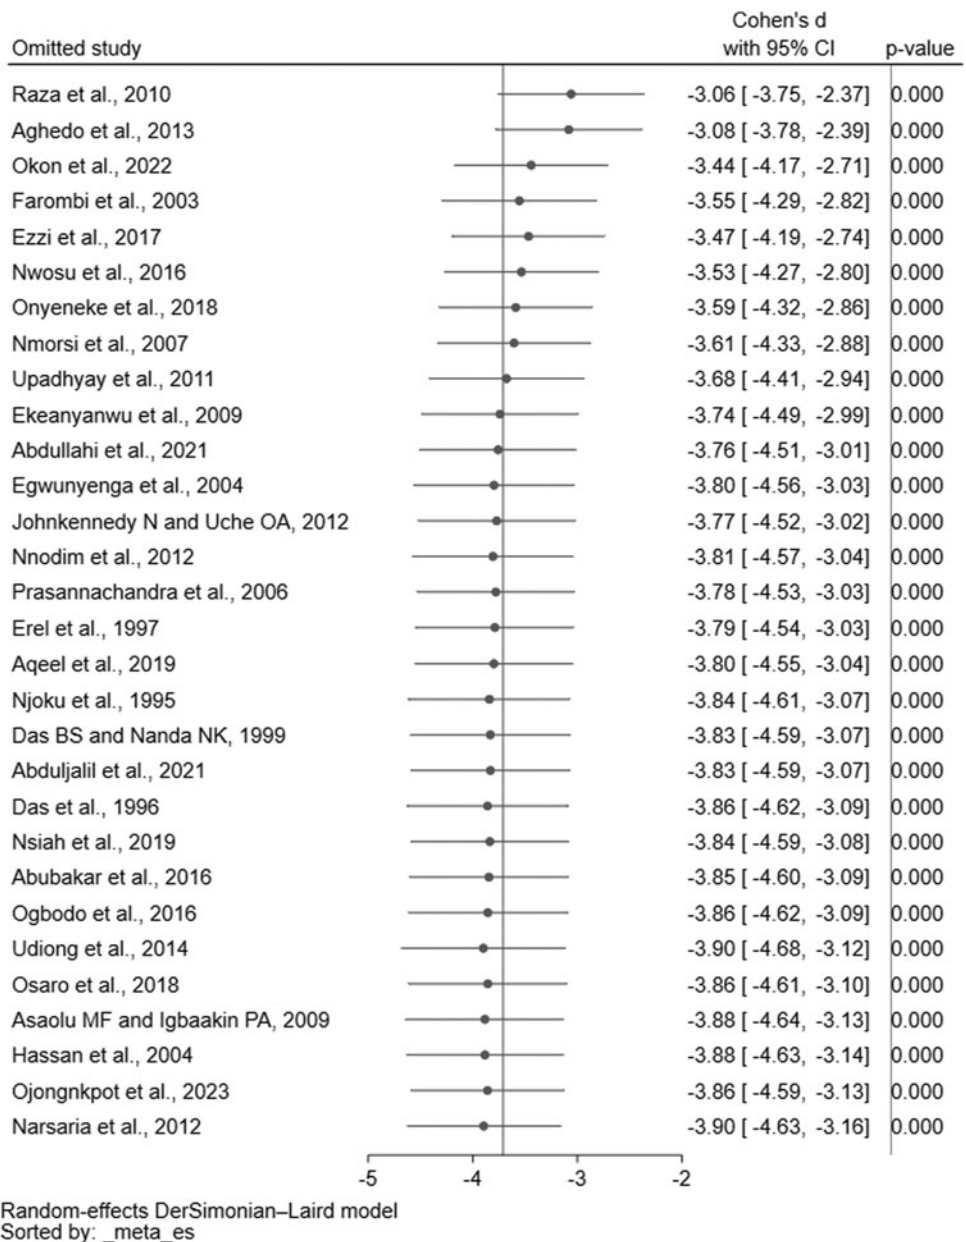 Cohen's d
Omitted study with 95% CI p-value
Raza et al., 2010 -3.06 [ -3.75, -2.37] 0.000
Aghedo et al., 2013 -3.08 [ -3.78, -2.39] 0.000
Okon et al., 2022 -3.44 [ -4.17, -2.71] 0.000
Farombi et al., 2003 -3.55 [ -4.29, -2.82] 0.000
Ezzi et al., 2017 -3.47 [ -4.19, -2.74] 0.000
Nwosu et al., 2016 -3.53 [ -4.27, -2.80] 0.000
Onyeneke et al., 2018 -3.59 [ -4.32, -2.86] 0.000
Nmorsi et al., 2007 -3.61 [ -4.33, -2.88] 0.000
Upadhyay et al., 2011 -3.68 [ -4.41, -2.94] 0.000
Ekeanyanwu et al., 2009 -3.74 [ -4.49, -2.99] 0.000
Abdullahi et al., 2021 -3.76 [ -4.51, -3.01] 0.000
Egwunyenga et al., 2004 -3.80 [ -4.56, -3.03] 0.000
Johnkennedy N and Uche OA, 2012 -3.77 [ -4.52, -3.02] 0.000
Nnodim et al., 2012 -3.81 [ -4.57, -3.04] 0.000
Prasannachandra et al., 2006 -3.78 [ -4.53, -3.03] 0.000
Erel et al., 1997 -3.79 [ -4.54, -3.03] 0.000
Aqeel et al., 2019 -3.80 [ -4.55, -3.04] 0.000
Njoku et al., 1995 -3.84 [ -4.61, -3.07] 0.000
Das BS and Nanda NK, 1999 -3.83 [ -4.59, -3.07] 0.000
Abduljalil et al., 2021 -3.83 [ -4.59, -3.07] 0.000
Das et al., 1996 -3.86 [ -4.62, -3.09] 0.000
Nsiah et al., 2019 -3.84 [ -4.59, -3.08] 0.000
Abubakar et al., 2016 -3.85 [ -4.60, -3.09] 0.000
Ogbodo et al., 2016 -3.86 [ -4.62, -3.09] 0.000
Udiong et al., 2014 -3.90 [ -4.68, -3.12] 0.000
Osaro et al., 2018 -3.86 [ -4.61, -3.10] 0.000
Asaolu MF and Igbaakin PA, 2009 -3.88 [ -4.64, -3.13] 0.000
Hassan et al., 2004 -3.88 [ -4.63, -3.14] 0.000
Ojongnkpot et al., 2023 -3.86 [ -4.59, -3.13] 0.000
Narsaria et al., 2012 -3.90 [ -4.63, -3.16] 0.000
-5 -4 -3 -2
Random-effects DerSimonian–Laird model
Sorted by: _meta_es